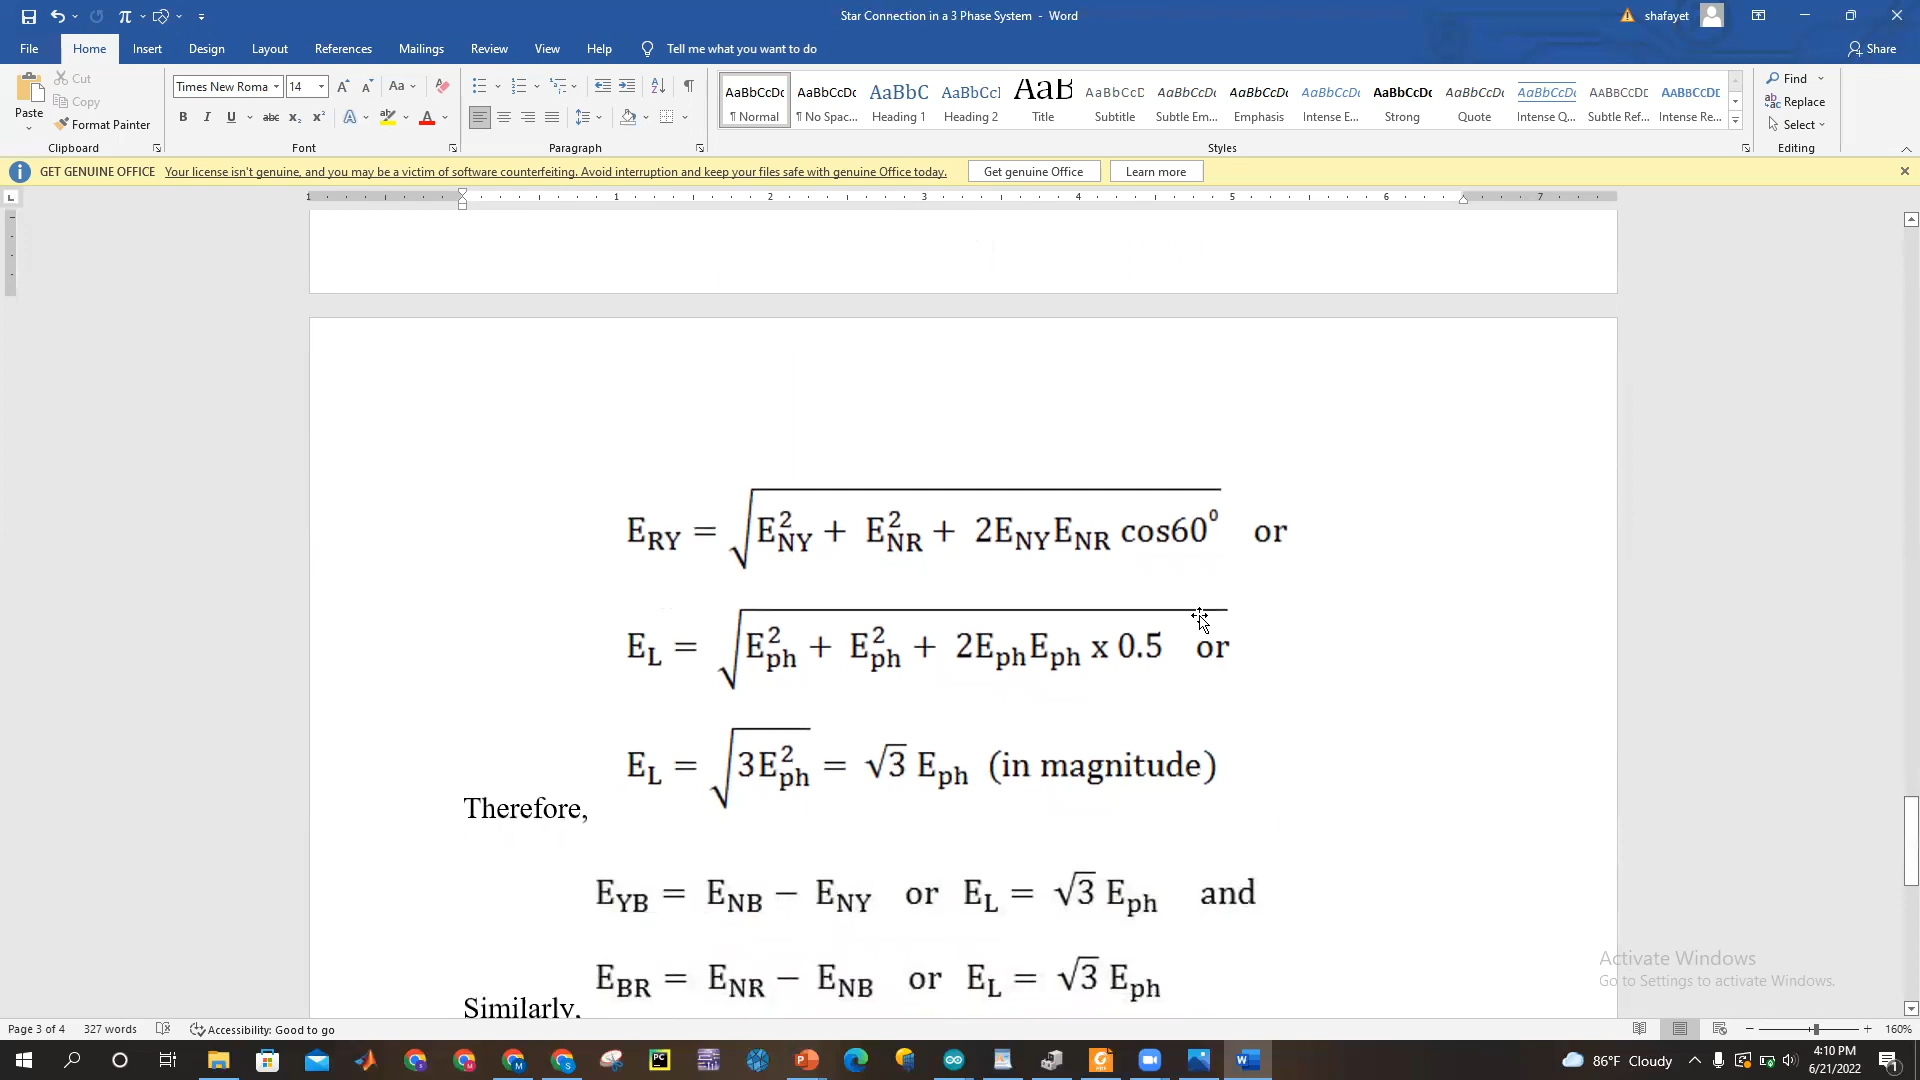 Star Connection in a 3 Phase System - Word
shafayet
File Home Insert Design Layout References Mailings Review View Help Tell me what you want to do
Share
Paste
Cut
Copy
Format Painter
Clipboard
Times New Roma 14
Font
Paragraph
AaBbCcDc AaBbCcDc AaBbC AaBbCcI AaB AaBbCcD AaBbCcDc AaBbCcDc AaBbCcDc AaBbCcDc AaBbCcDc AaBbCcDc AABBCCDE AABBCCDE
¶ Normal ¶ No Spac... Heading 1 Heading 2 Title Subtitle Subtle Em... Emphasis Intense E... Strong Quote Intense Q... Subtle Ref... Intense Re...
Styles
Find
Replace
Select
Editing
GET GENUINE OFFICE Your license isn't genuine, and you may be a victim of software counterfeiting. Avoid interruption and keep your files safe with genuine Office today. Get genuine Office Learn more
1 1 2 3 4 5 6 7
E_RY = √(E²_NY + E²_NR + 2E_NY E_NR cos60⁰) or
E_L = √(E²_ph + E²_ph + 2E_ph E_ph x 0.5) or
E_L = √(3E²_ph) = √3 E_ph (in magnitude)
Therefore,
E_YB = E_NB − E_NY or E_L = √3 E_ph and
E_BR = E_NR − E_NB or E_L = √3 E_ph
Similarly,
Activate Windows
Go to Settings to activate Windows.
Page 3 of 4 327 words Accessibility: Good to go
160%
86°F Cloudy
4:10 PM
6/21/2022